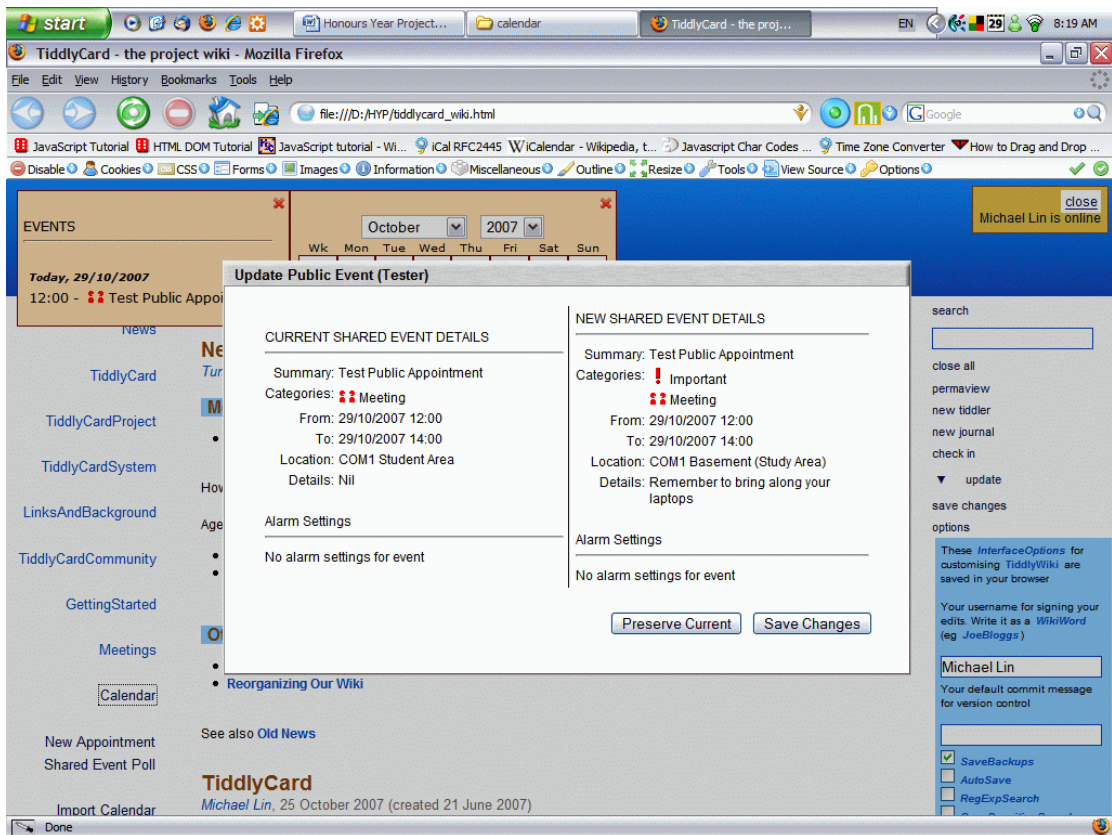 start
Honours Year Project...
calendar
TiddlyCard - the proj...
EN
29
8:19 AM
TiddlyCard - the project wiki - Mozilla Firefox
File Edit View History Bookmarks Tools Help
file:///D:/HYP/tiddlycard_wiki.html
Google
JavaScript Tutorial HTML DOM Tutorial JavaScript tutorial - Wi... iCal RFC2445 iCalendar - Wikipedia, t... Javascript Char Codes ... Time Zone Converter How to Drag and Drop ...
Disable Cookies CSS Forms Images Information Miscellaneous Outline Resize Tools View Source Options
EVENTS
Today, 29/10/2007
12:00 - Test Public Appoi
October 2007
Wk Mon Tue Wed Thu Fri Sat Sun
close
Michael Lin is online
Update Public Event (Tester)
CURRENT SHARED EVENT DETAILS
Summary: Test Public Appointment
Categories: Meeting
From: 29/10/2007 12:00
To: 29/10/2007 14:00
Location: COM1 Student Area
Details: Nil
Alarm Settings
No alarm settings for event
NEW SHARED EVENT DETAILS
Summary: Test Public Appointment
Categories: Important
Meeting
From: 29/10/2007 12:00
To: 29/10/2007 14:00
Location: COM1 Basement (Study Area)
Details: Remember to bring along your
laptops
Alarm Settings
No alarm settings for event
Preserve Current
Save Changes
News
TiddlyCard
TiddlyCardProject
TiddlyCardSystem
LinksAndBackground
TiddlyCardCommunity
GettingStarted
Meetings
Calendar
New Appointment
Shared Event Poll
Import Calendar
Ne
Tur
M
How
Age
Reorganizing Our Wiki
See also Old News
TiddlyCard
Michael Lin, 25 October 2007 (created 21 June 2007)
search
close all
permaview
new tiddler
new journal
check in
▼ update
save changes
options
These InterfaceOptions for
customising TiddlyWiki are
saved in your browser
Your username for signing your
edits. Write it as a WikiWord
(eg JoeBloggs)
Michael Lin
Your default commit message
for version control
SaveBackups
AutoSave
RegExpSearch
Done